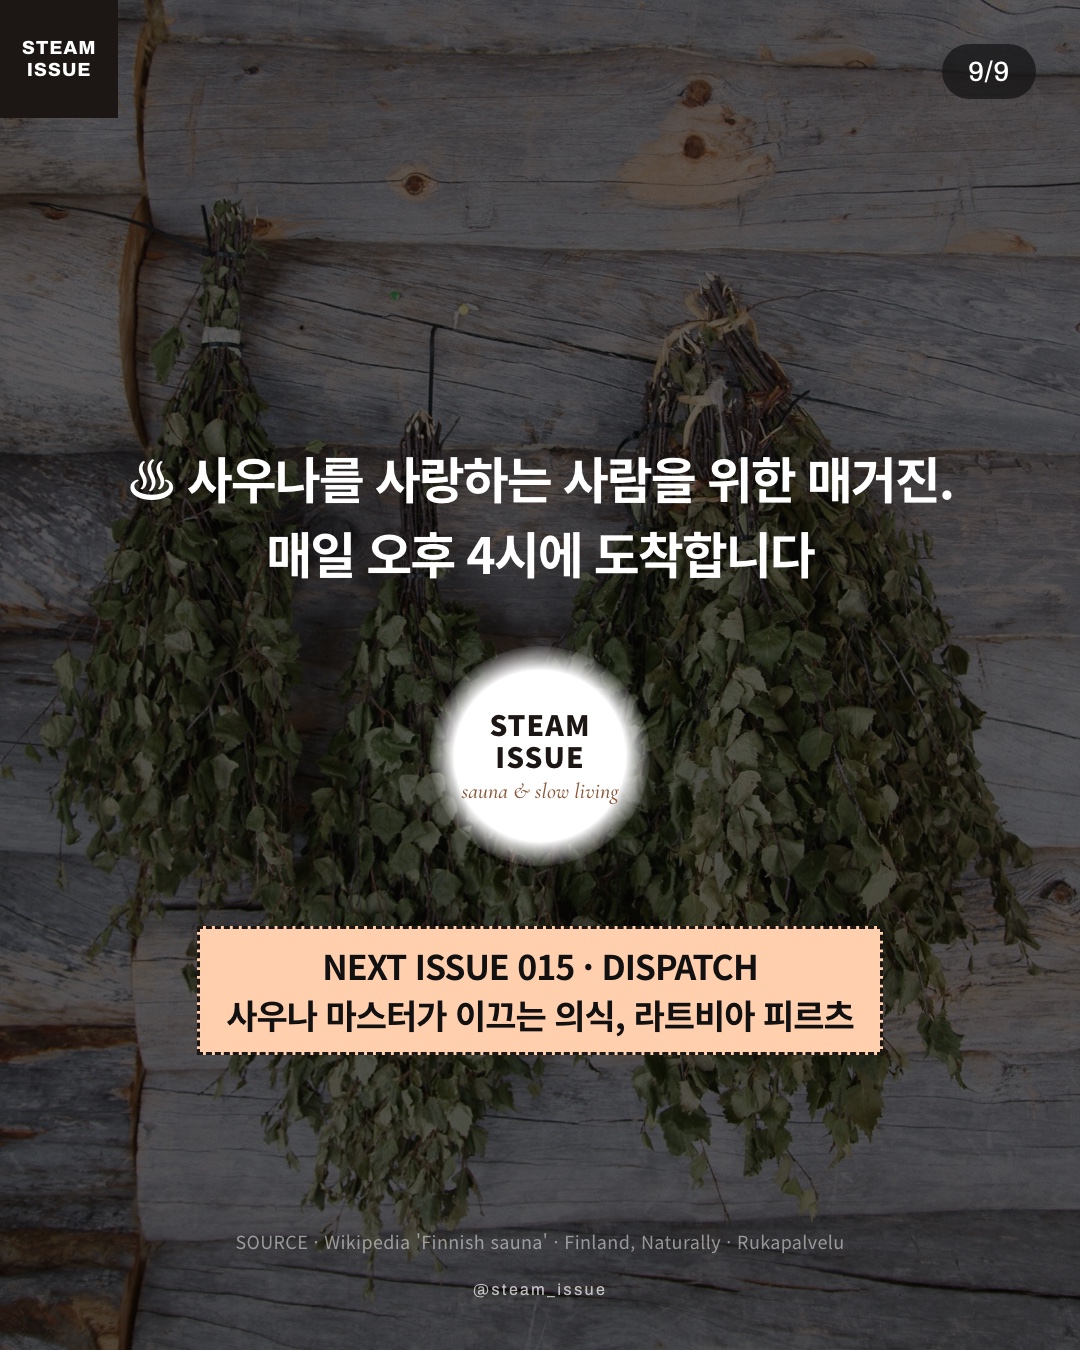 STEAM
ISSUE
9/9
♨ 사우나를 사랑하는 사람을 위한 매거진.
매일 오후 4시에 도착합니다
STEAM
ISSUE
sauna & slow living
NEXT ISSUE 015 · DISPATCH
사우나 마스터가 이끄는 의식, 라트비아 피르츠
SOURCE · Wikipedia 'Finnish sauna' · Finland, Naturally · Rukapalvelu
@steam_issue